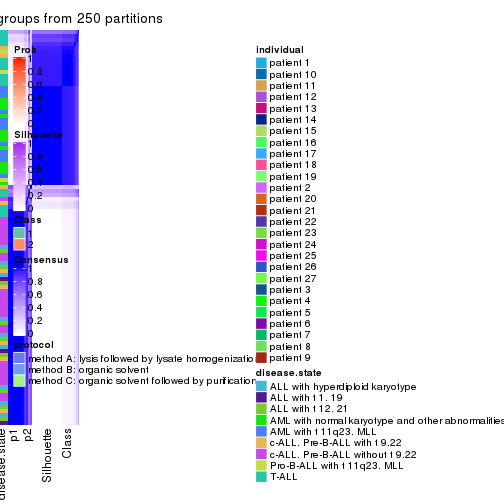 groups from 250 partitions
Prob
1
0.8
0.6
0.4
0.2
0
Silhouette
1
0.4
0.2
0
Class
1
2
Consensus
1
0.8
0.6
0.4
0.2
0
protocol
method A: lysis followed by lysate homogenizatio
method B: organic solvent
method C: organic solvent followed by purification
disease.state
p1
p2
Silhouette
Class
individual
patient 1
patient 10
patient 11
patient 12
patient 13
patient 14
patient 15
patient 16
patient 17
patient 18
patient 19
patient 2
patient 20
patient 21
patient 22
patient 23
patient 24
patient 25
patient 26
patient 27
patient 3
patient 4
patient 5
patient 6
patient 7
patient 8
patient 9
disease.state
ALL with hyperdiploid karyotype
ALL with t1. 19
ALL with t12. 21
AML with normal karyotype and other abnormalities
AML with t11q23. MLL
c-ALL. Pre-B-ALL with t9.22
c-ALL. Pre-B-ALL without t9.22
Pro-B-ALL with t11q23. MLL
T-ALL